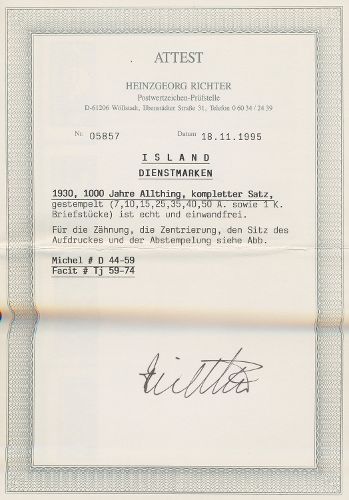 ATTEST
HEINZGEORG RICHTER
Postwertzeichen-Prüfstelle
D-61206 Wöllstadt, Ilbenstädter Straße 31, Telefon 0 60 34 / 24 39
Nr. 05857 Datum 18.11.1995
ISLAND
DIENSTMARKEN
1930, 1000 Jahre Allthing, kompletter Satz,
gestempelt (7,10,15,25,35,40,50 A. sowie 1 K.
Briefstücke) ist echt und einwandfrei.
Für die Zähnung, die Zentrierung, den Sitz des
Aufdruckes und der Abstempelung siehe Abb.
Michel # D 44-59
Facit # Tj 59-74